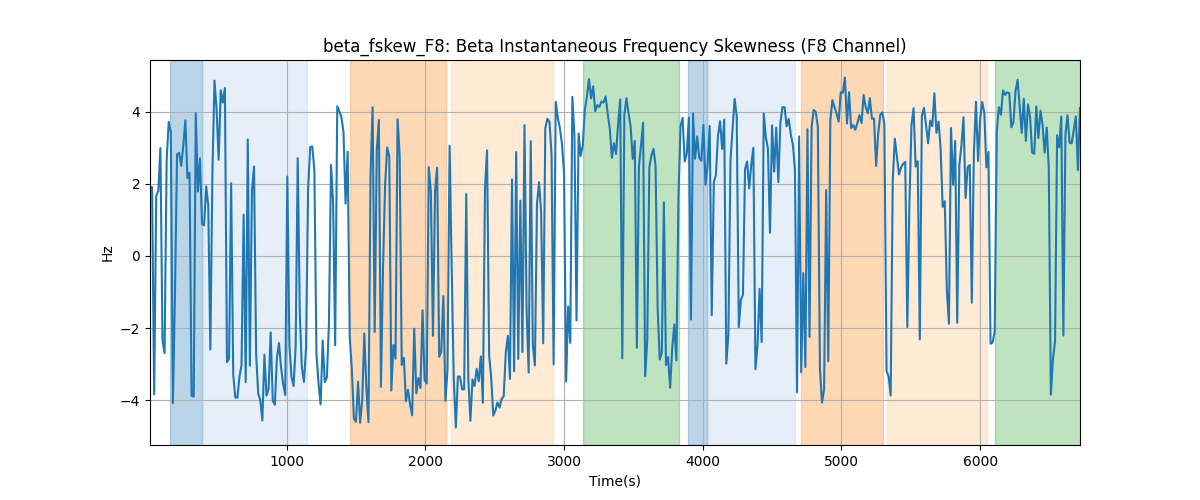 beta_fskew_F8: Beta Instantaneous Frequency Skewness (F8 Channel)
Hz
4
2
0
−2
−4
1000 2000 3000 4000 5000 6000
Time(s)